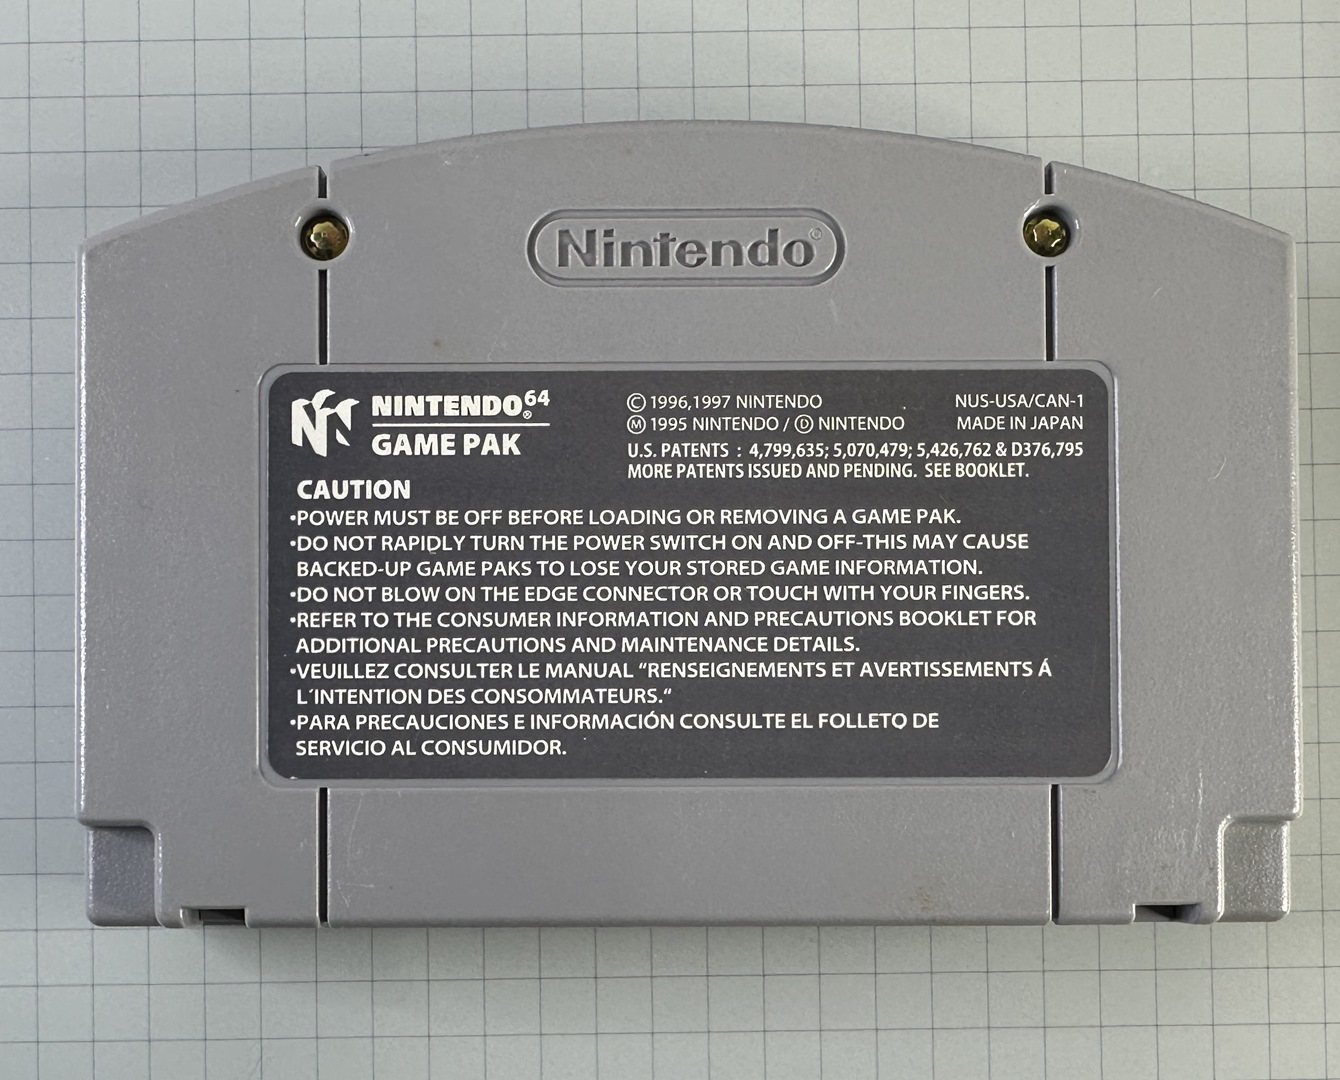 Nintendo®
NINTENDO®64
GAME PAK
Ⓒ 1996,1997 NINTENDO
Ⓜ 1995 NINTENDO / Ⓓ NINTENDO
NUS-USA/CAN-1
MADE IN JAPAN
U.S. PATENTS : 4,799,635; 5,070,479; 5,426,762 & D376,795
MORE PATENTS ISSUED AND PENDING. SEE BOOKLET.
CAUTION
•POWER MUST BE OFF BEFORE LOADING OR REMOVING A GAME PAK.
•DO NOT RAPIDLY TURN THE POWER SWITCH ON AND OFF-THIS MAY CAUSE
BACKED-UP GAME PAKS TO LOSE YOUR STORED GAME INFORMATION.
•DO NOT BLOW ON THE EDGE CONNECTOR OR TOUCH WITH YOUR FINGERS.
•REFER TO THE CONSUMER INFORMATION AND PRECAUTIONS BOOKLET FOR
ADDITIONAL PRECAUTIONS AND MAINTENANCE DETAILS.
•VEUILLEZ CONSULTER LE MANUAL “RENSEIGNEMENTS ET AVERTISSEMENTS Á
L´INTENTION DES CONSOMMATEURS.“
•PARA PRECAUCIONES E INFORMACIÓN CONSULTE EL FOLLETO DE
SERVICIO AL CONSUMIDOR.